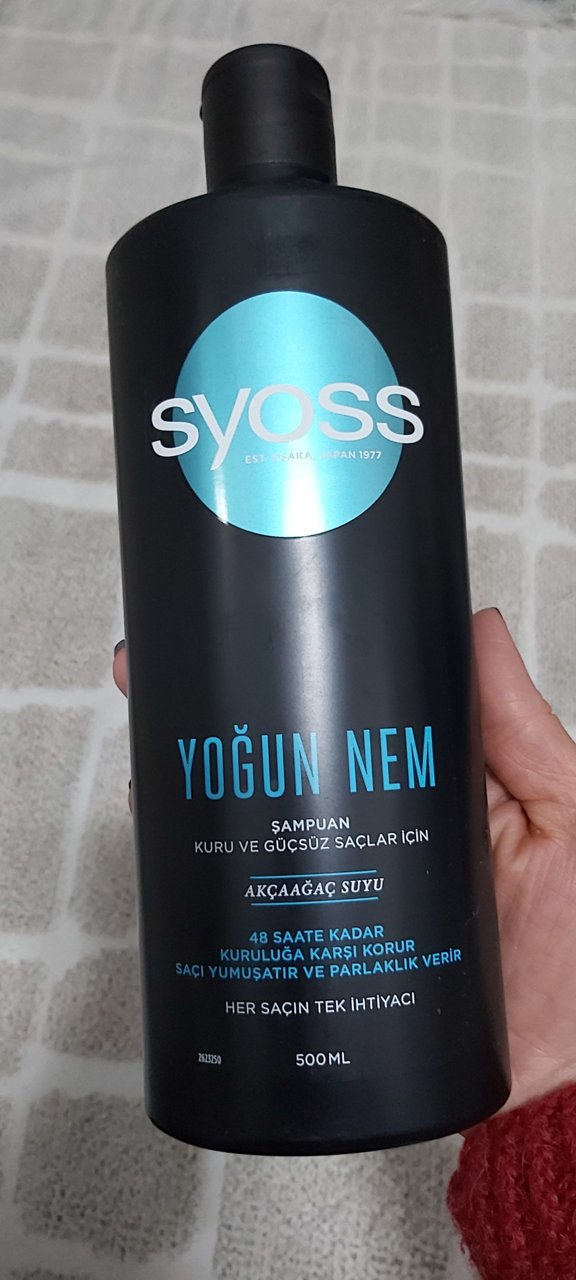 syoss
EST. OSAKA, JAPAN 1977
YOĞUN NEM
ŞAMPUAN
KURU VE GÜÇSÜZ SAÇLAR İÇİN
AKÇAAĞAÇ SUYU
48 SAATE KADAR
KURULUĞA KARŞI KORUR
SAÇI YUMUŞATIR VE PARLAKLIK VERİR
HER SAÇIN TEK İHTİYACI
2623250
500ML